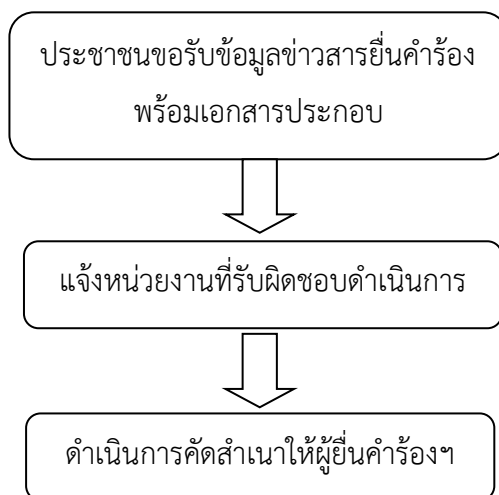 ประชาชนขอรับข้อมูลข่าวสารยื่นคำร้อง
พร้อมเอกสารประกอบ
แจ้งหน่วยงานที่รับผิดชอบดำเนินการ
ดำเนินการคัดสำเนาให้ผู้ยื่นคำร้องฯ